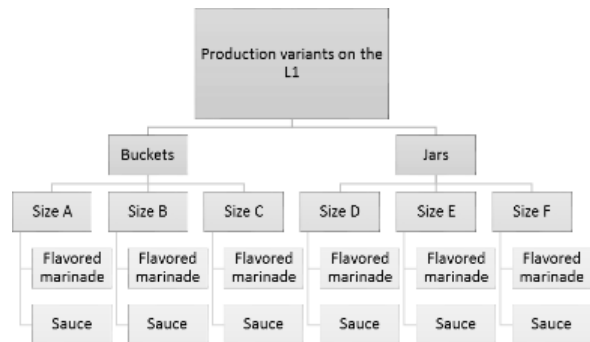 Production variants on the
L1
Buckets
Jars
Size A
Size B
Size C
Size D
Size E
Size F
Flavored
marinade
Flavored
marinade
Flavored
marinade
Flavored
marinade
Flavored
marinade
Flavored
marinade
Sauce
Sauce
Sauce
Sauce
Sauce
Sauce